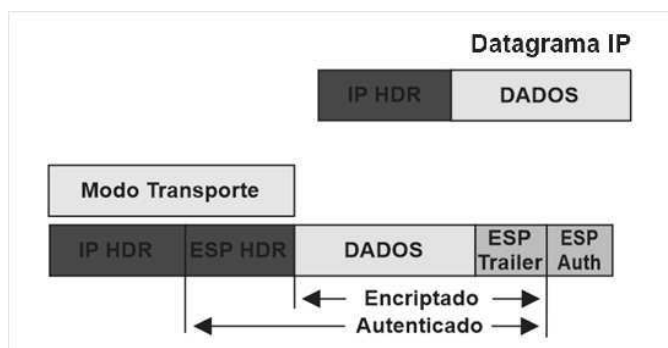 Datagrama IP
IP HDR DADOS
Modo Transporte
IP HDR ESP HDR DADOS ESP Trailer ESP Auth
Encriptado
Autenticado